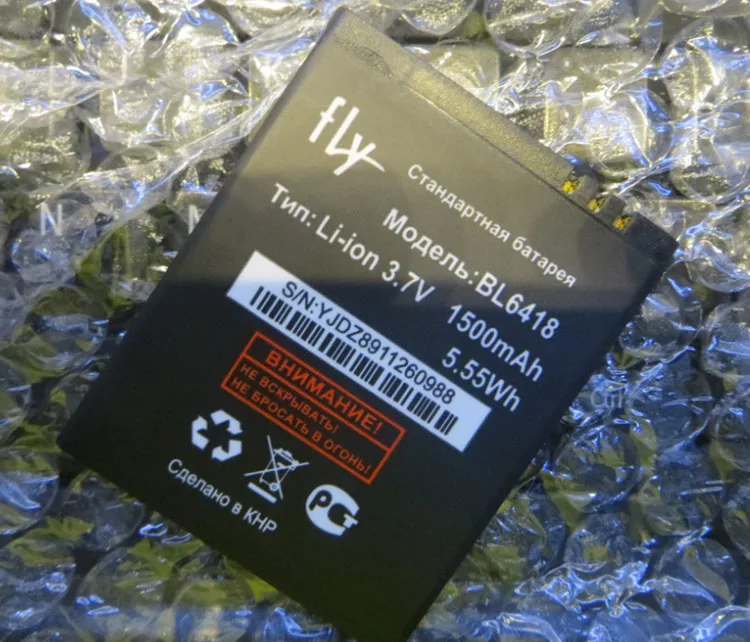 fly
Стандартная батарея
Модель:BL6418
Тип: Li-ion 3.7V 1500mAh
5.55Wh
S/N:YJDZ8911260988
ВНИМАНИЕ!
НЕ ВСКРЫВАТЬ!
НЕ БРОСАТЬ В ОГОНЬ!
Сделано в КНР
РСТ
N
M
Ctrl